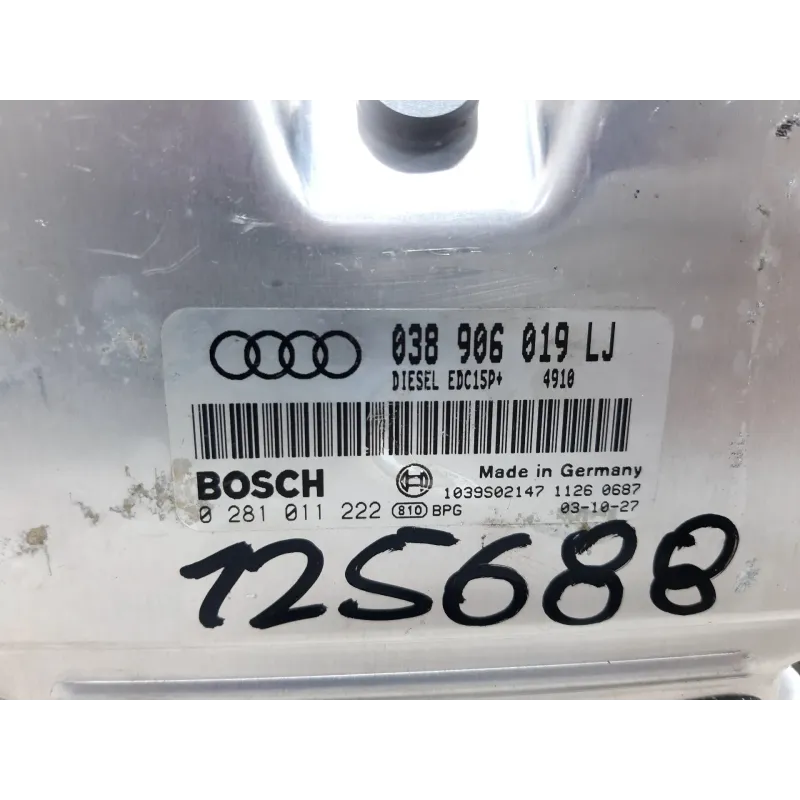 038 906 019 LJ
DIESEL EDC15P+ 4910
BOSCH Made in Germany
1039S02147 1126 0687
0 281 011 222 810 BPG 03-10-27
125688